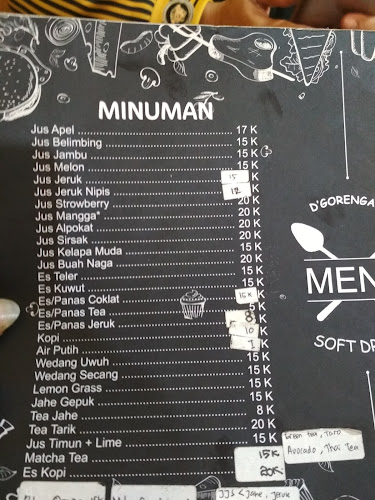 MINUMAN
Jus Apel 17 K
Jus Belimbing 15 K
Jus Jambu 15 K
Jus Melon 15 K
Jus Jeruk 15 K
Jus Jeruk Nipis 12 K
Jus Strowberry 20 K
Jus Mangga* 20 K
Jus Alpokat 20 K
Jus Sirsak 20 K
Jus Kelapa Muda 15 K
Jus Buah Naga 20 K
Es Teler 15 K
Es Kuwut 15 K
Es/Panas Coklat 15K
Es/Panas Tea K
Es/Panas Jeruk 8
Kopi 10 K
Air Putih 7 K
Wedang Uwuh 15 K
Wedang Secang 15 K
Lemon Grass 15 K
Jahe Gepuk 15 K
Tea Jahe 8 K
Tea Tarik 20 K
Jus Timun + Lime 15 K
Matcha Tea 15K
Es Kopi 20K
JJS < Jahe, Jeruk
D'GORENGA
MEN
SOFT DR
Green tea, Taro
Avocado, Thai Tea